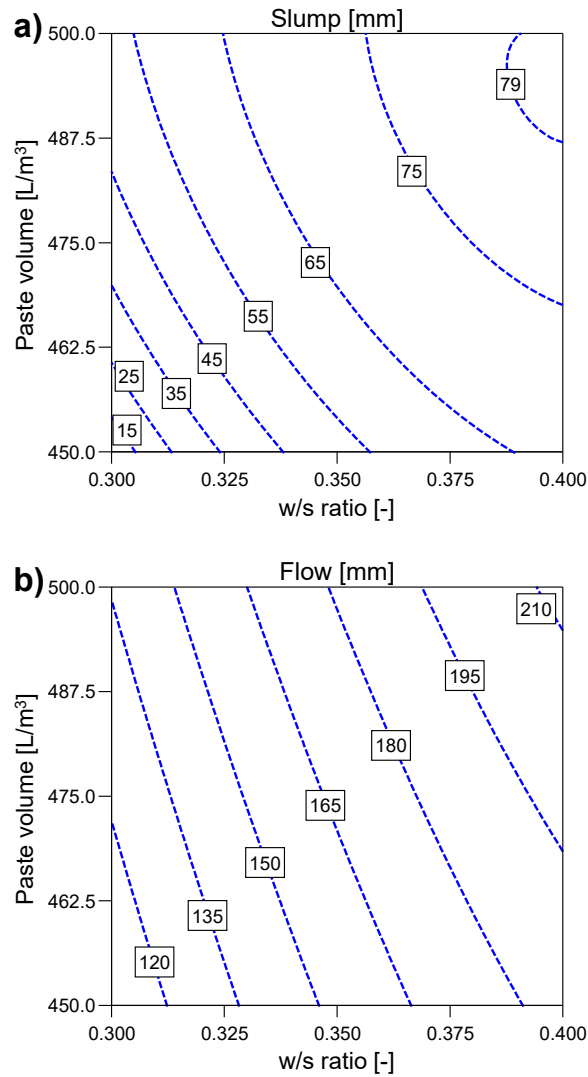 a)
Slump [mm]
500.0
79
487.5
75
475.0
65
55
462.5
45
25
35
15
450.0
0.300 0.325 0.350 0.375 0.400
Paste volume [L/m³]
w/s ratio [-]
b)
Flow [mm]
500.0
210
195
487.5
180
475.0
165
150
462.5
135
120
450.0
0.300 0.325 0.350 0.375 0.400
Paste volume [L/m³]
w/s ratio [-]